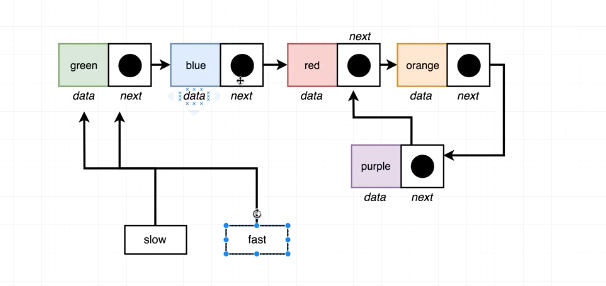 next
green
blue
red
orange
data
next
data
next
data
data
next
purple
data
next
slow
fast